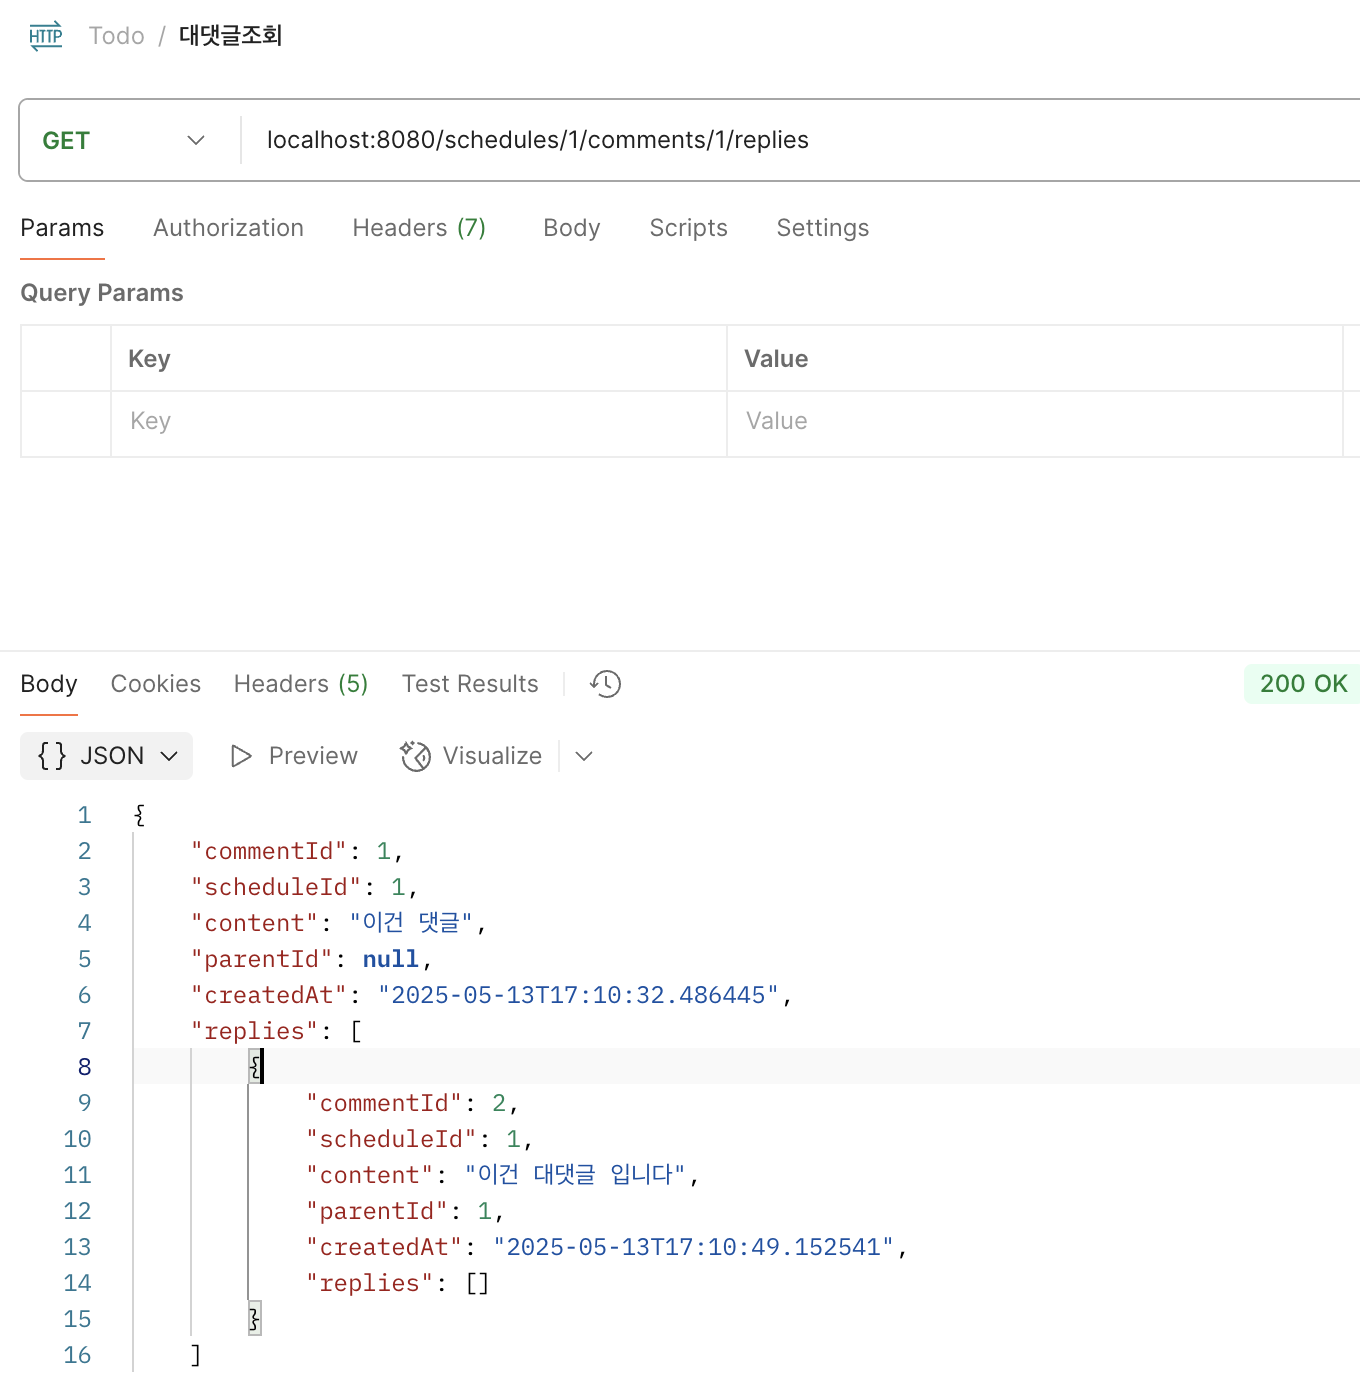 HTTP Todo / 대댓글조회
GET localhost:8080/schedules/1/comments/1/replies
Params Authorization Headers (7) Body Scripts Settings
Query Params
Key Value
Key Value
Body Cookies Headers (5) Test Results 200 OK
{} JSON Preview Visualize
1 {
2 "commentId": 1,
3 "scheduleId": 1,
4 "content": "이건 댓글",
5 "parentId": null,
6 "createdAt": "2025-05-13T17:10:32.486445",
7 "replies": [
8 {
9 "commentId": 2,
10 "scheduleId": 1,
11 "content": "이건 대댓글 입니다",
12 "parentId": 1,
13 "createdAt": "2025-05-13T17:10:49.152541",
14 "replies": []
15 }
16 ]